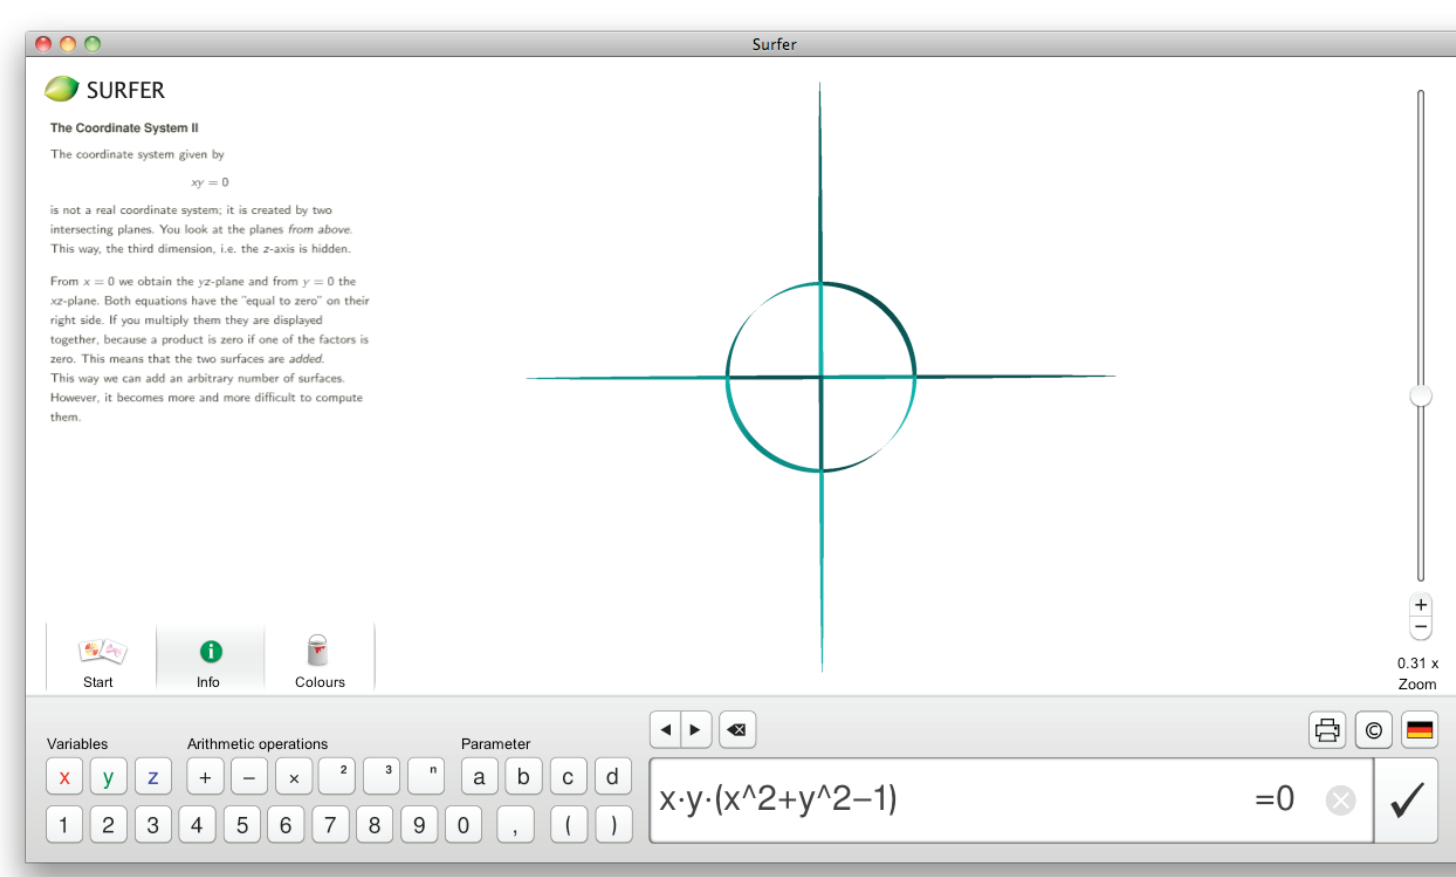 Surfer
SURFER
The Coordinate System II
The coordinate system given by
xy = 0
is not a real coordinate system; it is created by two
intersecting planes. You look at the planes from above.
This way, the third dimension, i.e. the z-axis is hidden.
From x = 0 we obtain the yz-plane and from y = 0 the
xz-plane. Both equations have the "equal to zero" on their
right side. If you multiply them they are displayed
together, because a product is zero if one of the factors is
zero. This means that the two surfaces are added.
This way we can add an arbitrary number of surfaces.
However, it becomes more and more difficult to compute
them.
+
−
0.31 x
Zoom
Start
Info
Colours
Variables
Arithmetic operations
Parameter
©
x y z + − × 2 3 n a b c d
1 2 3 4 5 6 7 8 9 0 , ( )
x·y·(x^2+y^2−1) =0